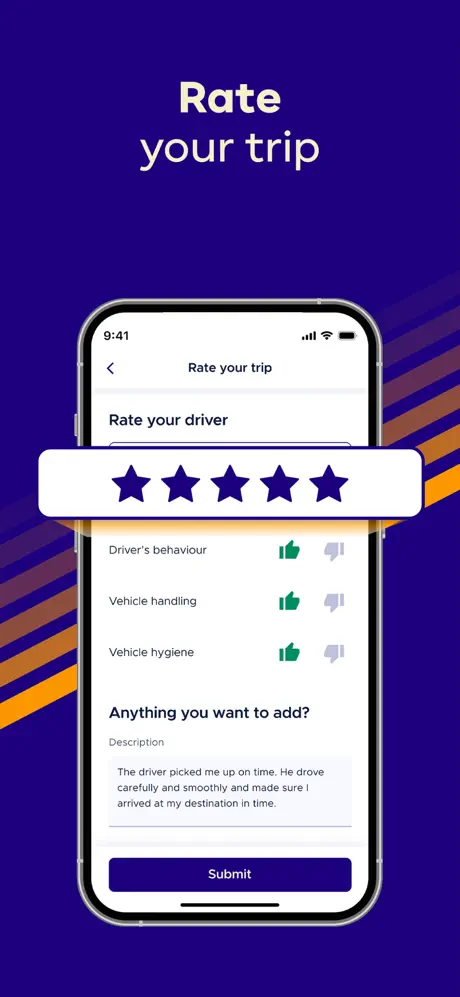 Rate
your trip
9:41
Rate your trip
Rate your driver
Driver's behaviour
Vehicle handling
Vehicle hygiene
Anything you want to add?
Description
The driver picked me up on time. He drove
carefully and smoothly and made sure I
arrived at my destination in time.
Submit